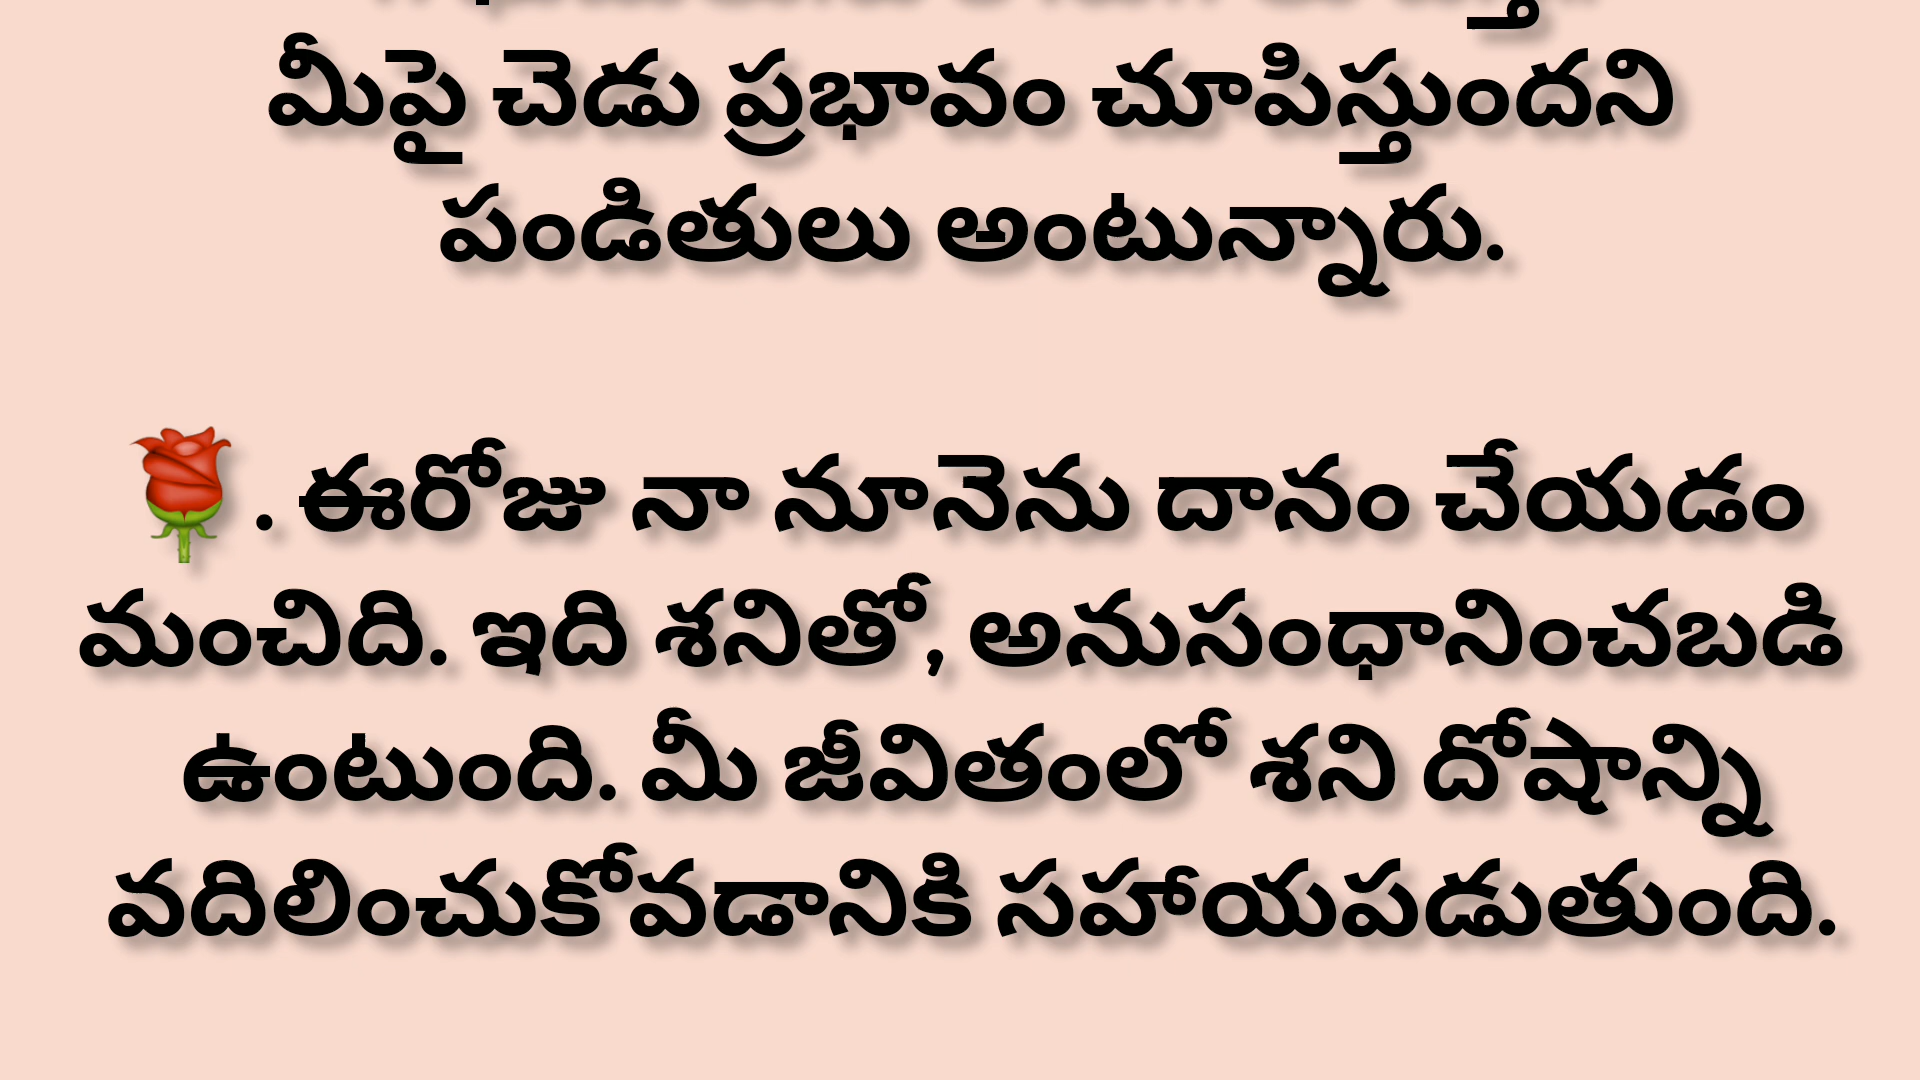 మీపై చెడు ప్రభావం చూపిస్తుందని
పండితులు అంటున్నారు.
🌹. ఈరోజు నా నూనెను దానం చేయడం
మంచిది. ఇది శనితో, అనుసంధానించబడి
ఉంటుంది. మీ జీవితంలో శని దోషాన్ని
వదిలించుకోవడానికి సహాయపడుతుంది.